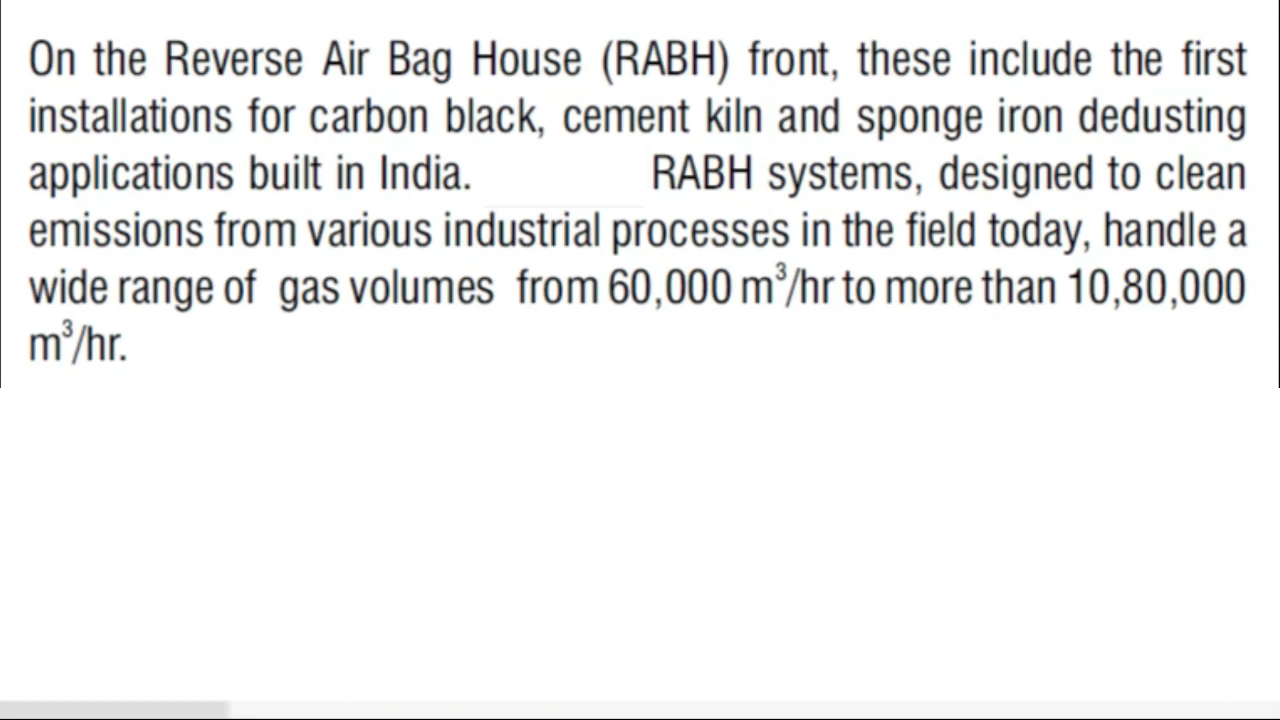 On the Reverse Air Bag House (RABH) front, these include the first
installations for carbon black, cement kiln and sponge iron dedusting
applications built in India. RABH systems, designed to clean
emissions from various industrial processes in the field today, handle a
wide range of gas volumes from 60,000 m³/hr to more than 10,80,000
m³/hr.